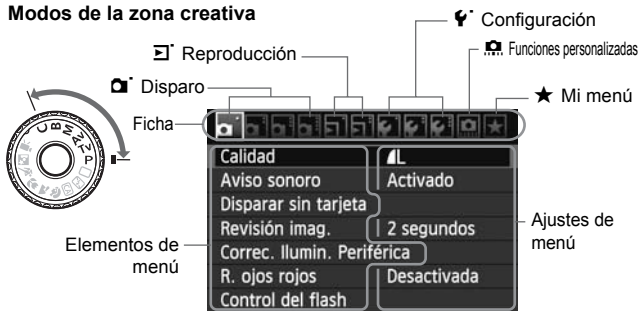 Modos de la zona creativa
Configuración
Reproducción
Funciones personalizadas
Disparo
Mi menú
Ficha
C B M Av Tv P
Calidad L
Aviso sonoro Activado
Disparar sin tarjeta
Revisión imag. 2 segundos
Correc. Ilumin. Periférica
R. ojos rojos Desactivada
Control del flash
Elementos de
menú
Ajustes de
menú